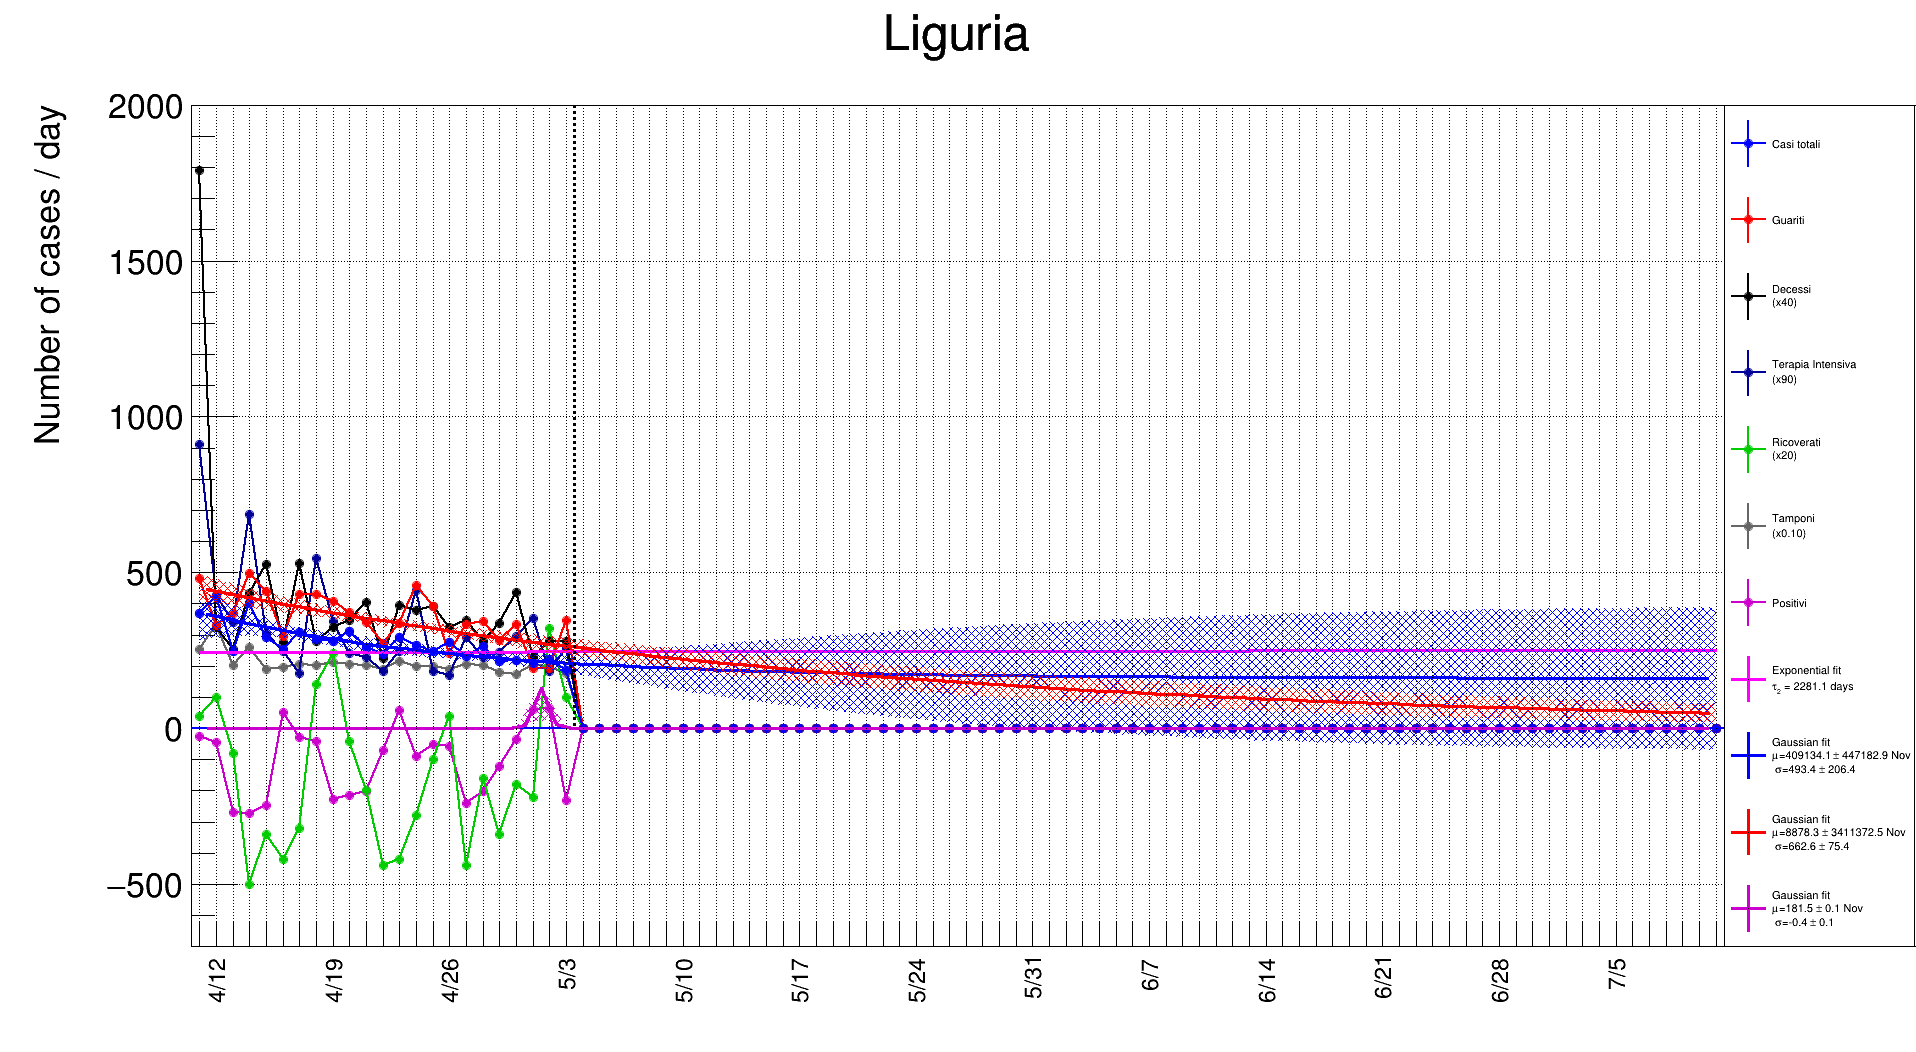 Liguria
Number of cases / day
2000
1500
1000
500
0
−500
4/12
4/19
4/26
5/3
5/10
5/17
5/24
5/31
6/7
6/14
6/21
6/28
7/5
Casi totali
Guariti
Decessi
(x40)
Terapia Intensiva
(x90)
Ricoverati
(x20)
Tamponi
(x0.10)
Positivi
Exponential fit
τ₂ = 2281.1 days
Gaussian fit
μ=409134.1 ± 447182.9 Nov
σ=493.4 ± 206.4
Gaussian fit
μ=8878.3 ± 3411372.5 Nov
σ=662.6 ± 75.4
Gaussian fit
μ=181.5 ± 0.1 Nov
σ=-0.4 ± 0.1